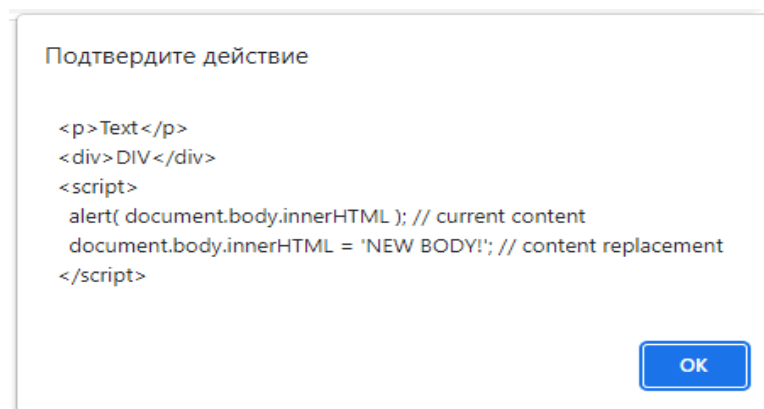 Подтвердите действие
<p>Text</p>
<div>DIV</div>
<script>
alert( document.body.innerHTML ); // current content
document.body.innerHTML = 'NEW BODY!'; // content replacement
</script>
ОК